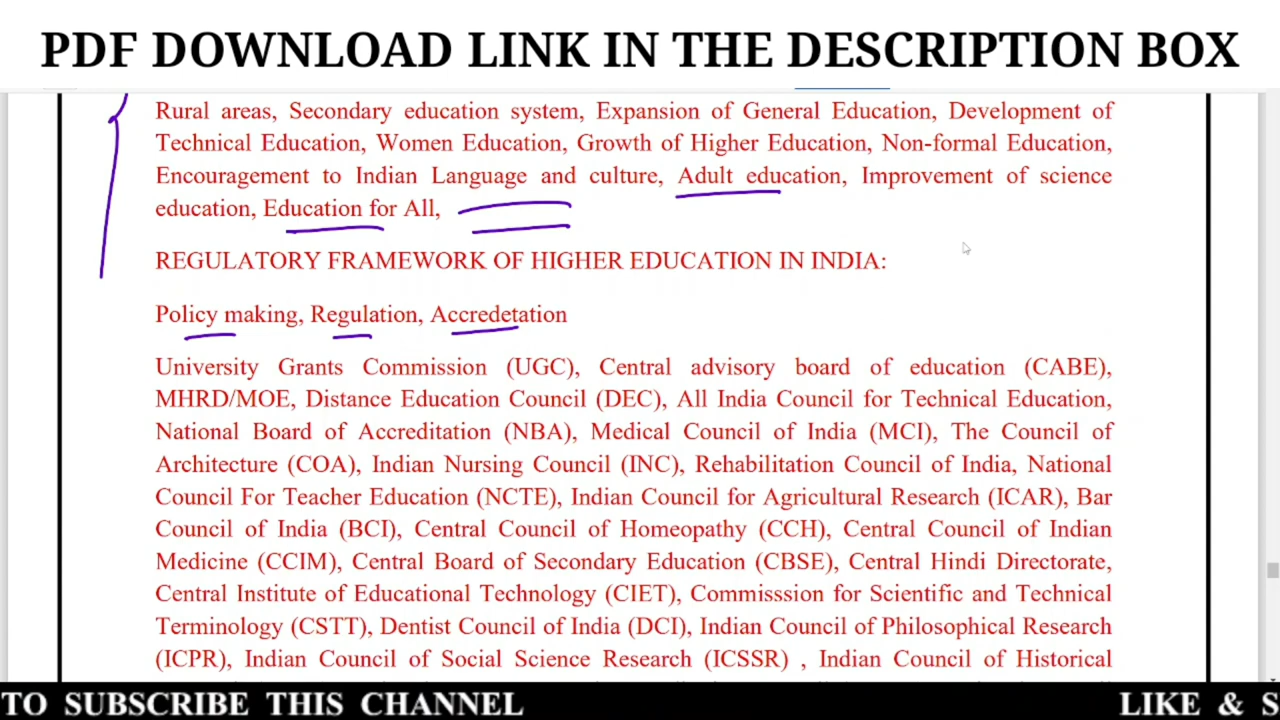 PDF DOWNLOAD LINK IN THE DESCRIPTION BOX
Rural areas, Secondary education system, Expansion of General Education, Development of
Technical Education, Women Education, Growth of Higher Education, Non-formal Education,
Encouragement to Indian Language and culture, Adult education, Improvement of science
education, Education for All,
REGULATORY FRAMEWORK OF HIGHER EDUCATION IN INDIA:
Policy making, Regulation, Accredetation
University Grants Commission (UGC), Central advisory board of education (CABE),
MHRD/MOE, Distance Education Council (DEC), All India Council for Technical Education,
National Board of Accreditation (NBA), Medical Council of India (MCI), The Council of
Architecture (COA), Indian Nursing Council (INC), Rehabilitation Council of India, National
Council For Teacher Education (NCTE), Indian Council for Agricultural Research (ICAR), Bar
Council of India (BCI), Central Council of Homeopathy (CCH), Central Council of Indian
Medicine (CCIM), Central Board of Secondary Education (CBSE), Central Hindi Directorate,
Central Institute of Educational Technology (CIET), Commisssion for Scientific and Technical
Terminology (CSTT), Dentist Council of India (DCI), Indian Council of Philosophical Research
(ICPR), Indian Council of Social Science Research (ICSSR) , Indian Council of Historical
TO SUBSCRIBE THIS CHANNEL LIKE & S